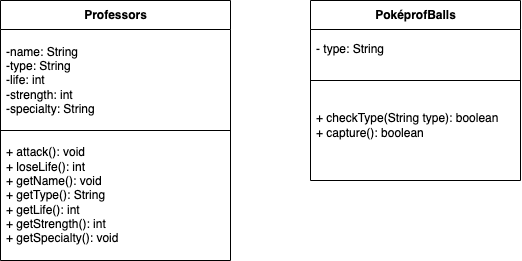 Professors
-name: String
-type: String
-life: int
-strength: int
-specialty: String
+ attack(): void
+ loseLife(): int
+ getName(): void
+ getType(): String
+ getLife(): int
+ getStrength(): int
+ getSpecialty(): void
PoképrofBalls
- type: String
+ checkType(String type): boolean
+ capture(): boolean